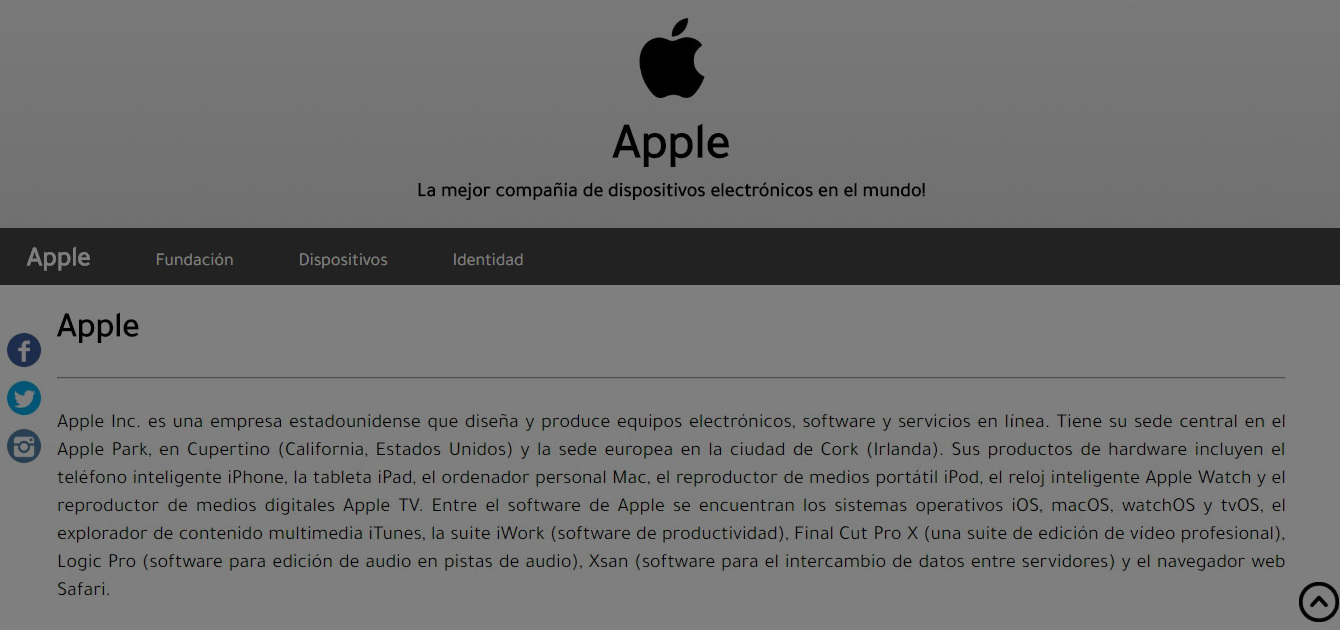 Apple
La mejor compañia de dispositivos electrónicos en el mundo!
Apple Fundación Dispositivos Identidad
Apple
Apple Inc. es una empresa estadounidense que diseña y produce equipos electrónicos, software y servicios en línea. Tiene su sede central en el
Apple Park, en Cupertino (California, Estados Unidos) y la sede europea en la ciudad de Cork (Irlanda). Sus productos de hardware incluyen el
teléfono inteligente iPhone, la tableta iPad, el ordenador personal Mac, el reproductor de medios portátil iPod, el reloj inteligente Apple Watch y el
reproductor de medios digitales Apple TV. Entre el software de Apple se encuentran los sistemas operativos iOS, macOS, watchOS y tvOS, el
explorador de contenido multimedia iTunes, la suite iWork (software de productividad), Final Cut Pro X (una suite de edición de vídeo profesional),
Logic Pro (software para edición de audio en pistas de audio), Xsan (software para el intercambio de datos entre servidores) y el navegador web
Safari.